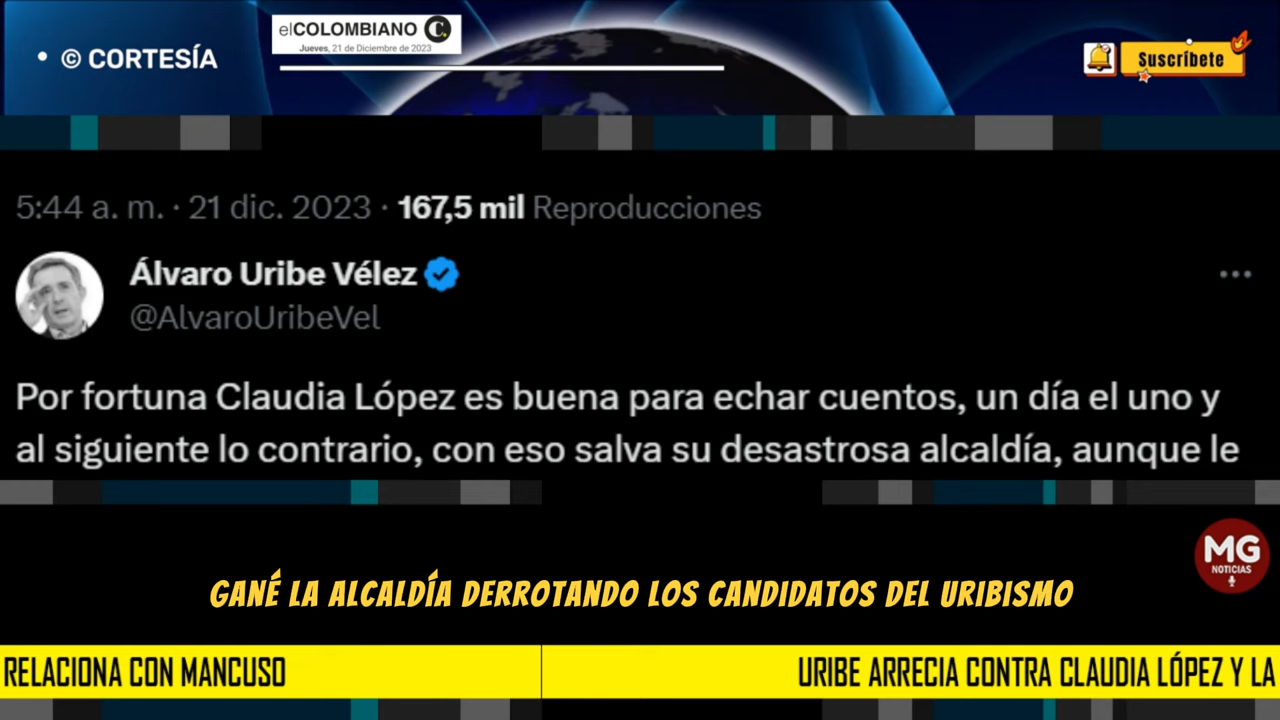 • © CORTESÍA
elCOLOMBIANO C.
Jueves, 21 de Diciembre de 2023
Suscríbete
5:44 a. m. · 21 dic. 2023 · 167,5 mil Reproducciones
Álvaro Uribe Vélez
@AlvaroUribeVel
Por fortuna Claudia López es buena para echar cuentos, un día el uno y
al siguiente lo contrario, con eso salva su desastrosa alcaldía, aunque le
MG
NOTICIAS
GANÉ LA ALCALDÍA DERROTANDO LOS CANDIDATOS DEL URIBISMO
RELACIONA CON MANCUSO
URIBE ARRECIA CONTRA CLAUDIA LÓPEZ Y LA